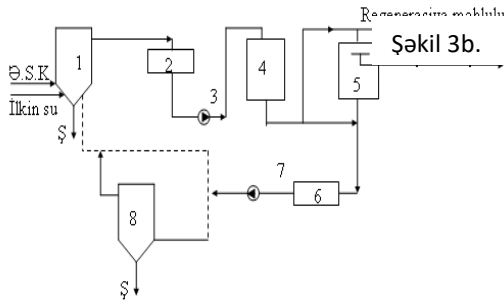 Regenerasiya məhlulu
Şəkil 3b.
1
2
3
4
5
Ə.S.K
İlkin su
Ş
7
6
8
Ş